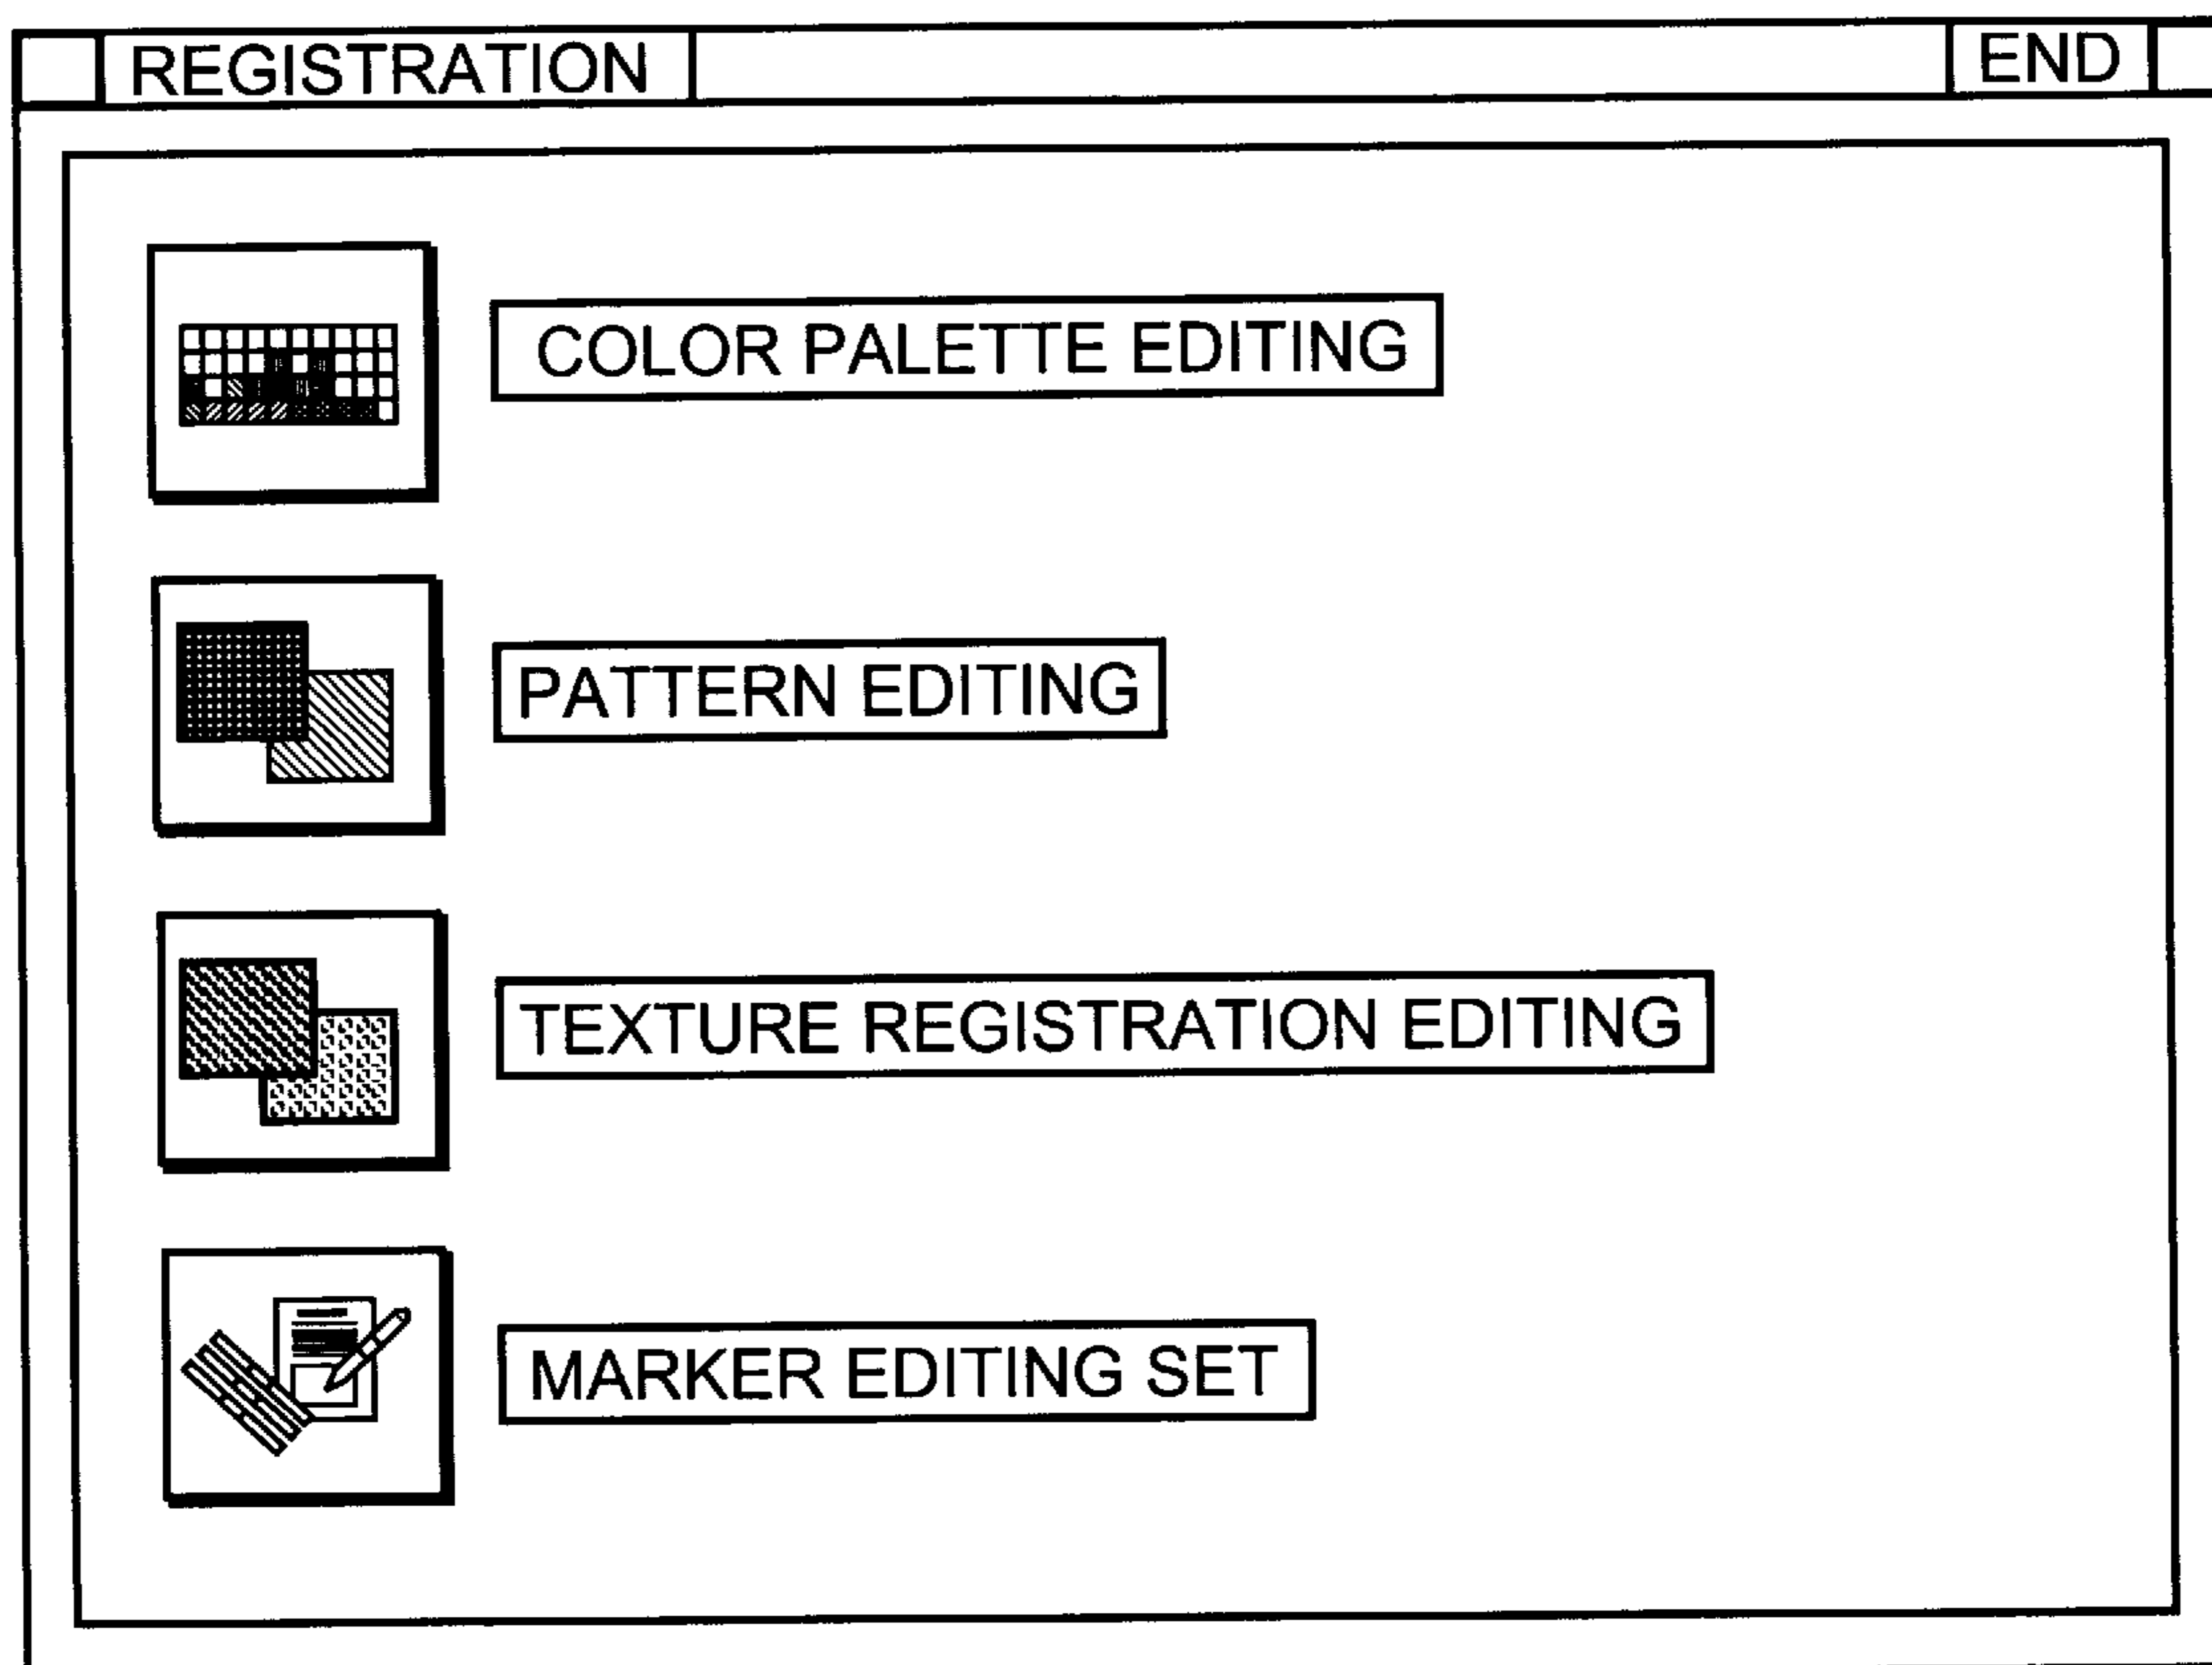 REGISTRATION END
COLOR PALETTE EDITING
PATTERN EDITING
TEXTURE REGISTRATION EDITING
MARKER EDITING SET